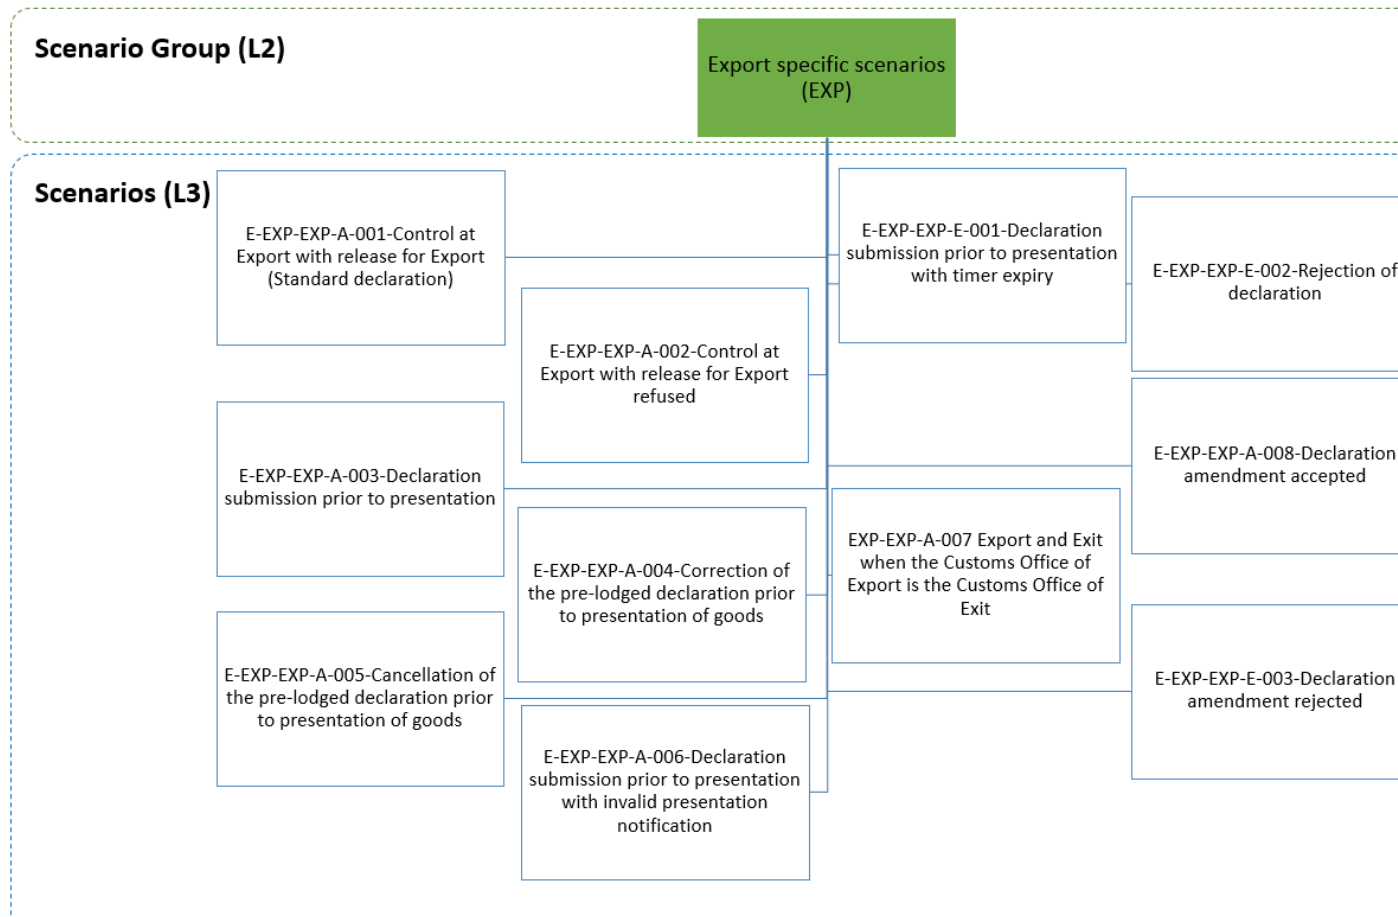 Scenario Group (L2)
Export specific scenarios
(EXP)
Scenarios (L3)
E-EXP-EXP-A-001-Control at
Export with release for Export
(Standard declaration)
E-EXP-EXP-E-001-Declaration
submission prior to presentation
with timer expiry
E-EXP-EXP-E-002-Rejection of
declaration
E-EXP-EXP-A-002-Control at
Export with release for Export
refused
E-EXP-EXP-A-003-Declaration
submission prior to presentation
E-EXP-EXP-A-008-Declaration
amendment accepted
E-EXP-EXP-A-004-Correction of
the pre-lodged declaration prior
to presentation of goods
EXP-EXP-A-007 Export and Exit
when the Customs Office of
Export is the Customs Office of
Exit
E-EXP-EXP-A-005-Cancellation of
the pre-lodged declaration prior
to presentation of goods
E-EXP-EXP-E-003-Declaration
amendment rejected
E-EXP-EXP-A-006-Declaration
submission prior to presentation
with invalid presentation
notification